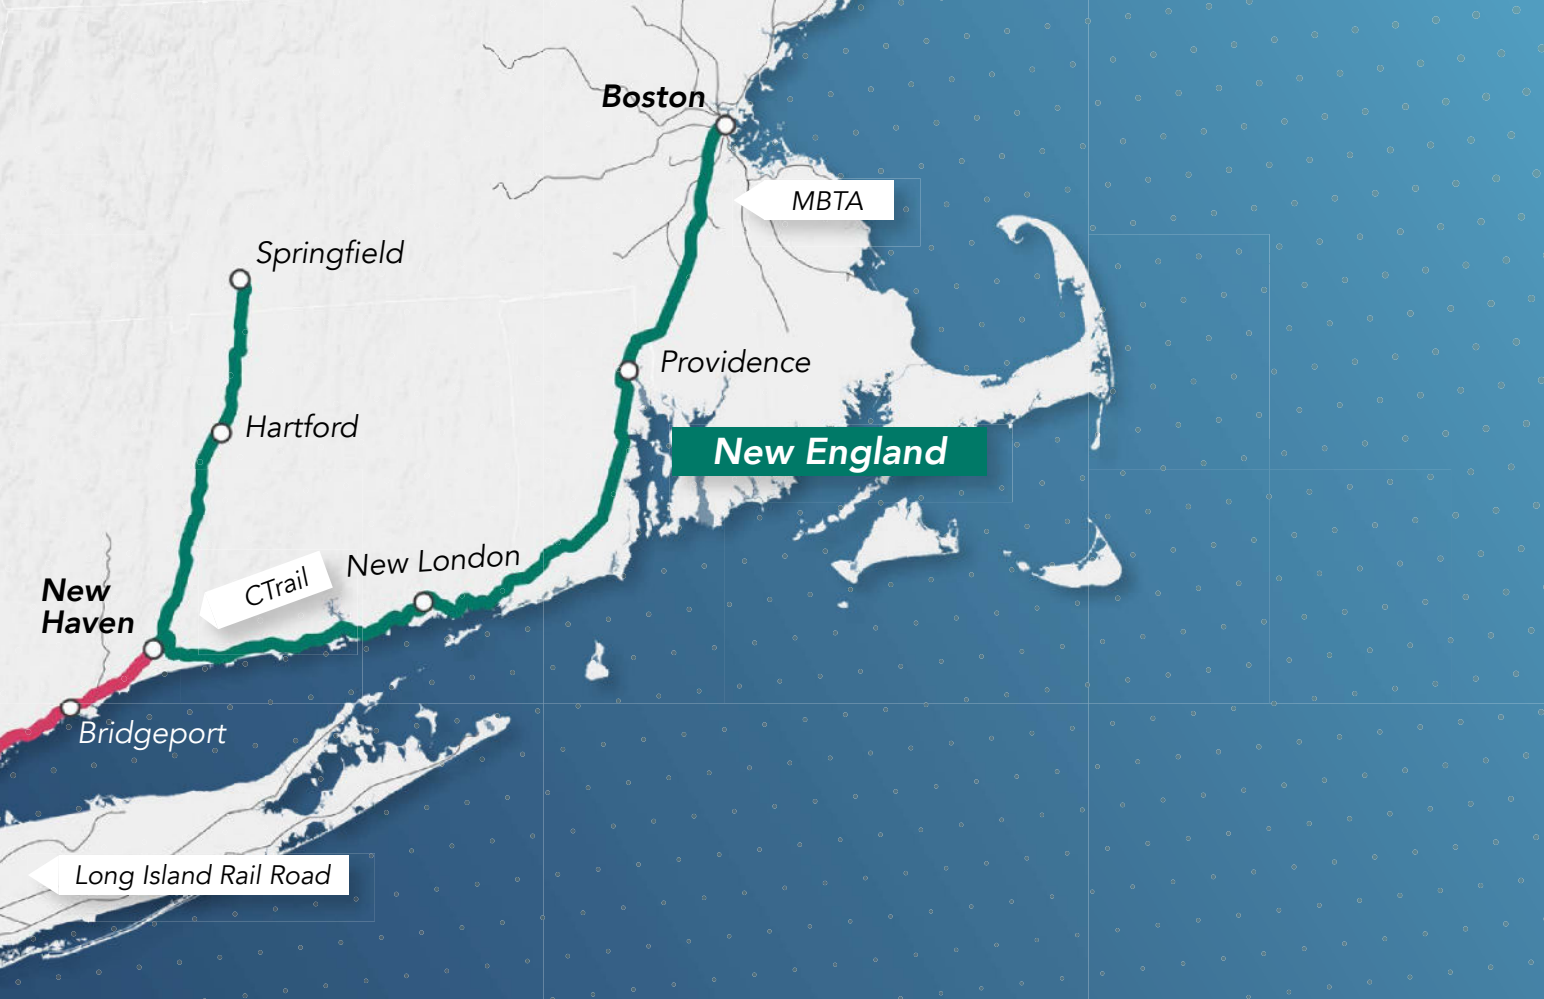 Boston
MBTA
Springfield
Providence
Hartford
New England
New London
CTrail
New
Haven
Bridgeport
Long Island Rail Road